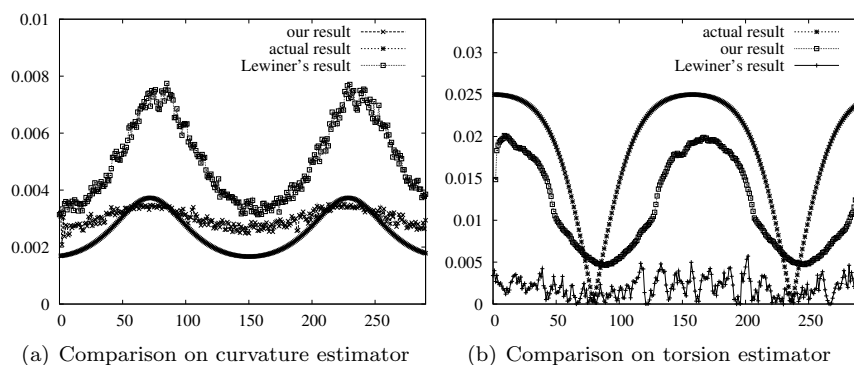 0.01
0.008
0.006
0.004
0.002
0
0 50 100 150 200 250
our result
actual result
Lewiner's result
(a) Comparison on curvature estimator
0.03
0.025
0.02
0.015
0.01
0.005
0
0 50 100 150 200 250
actual result
our result
Lewiner's result
(b) Comparison on torsion estimator